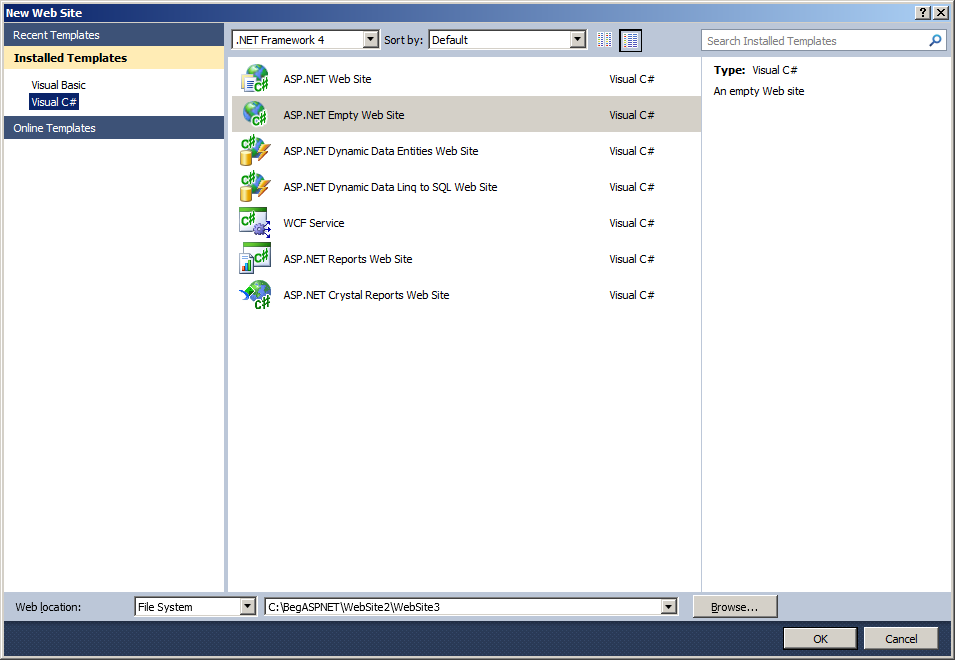 New Web Site
Recent Templates
Installed Templates
Visual Basic
Visual C#
Online Templates
.NET Framework 4 Sort by: Default
ASP.NET Web Site Visual C#
ASP.NET Empty Web Site Visual C#
ASP.NET Dynamic Data Entities Web Site Visual C#
ASP.NET Dynamic Data Linq to SQL Web Site Visual C#
WCF Service Visual C#
ASP.NET Reports Web Site Visual C#
ASP.NET Crystal Reports Web Site Visual C#
Search Installed Templates
Type: Visual C#
An empty Web site
Web location: File System C:\BegASPNET\WebSite2\WebSite3 Browse...
OK Cancel